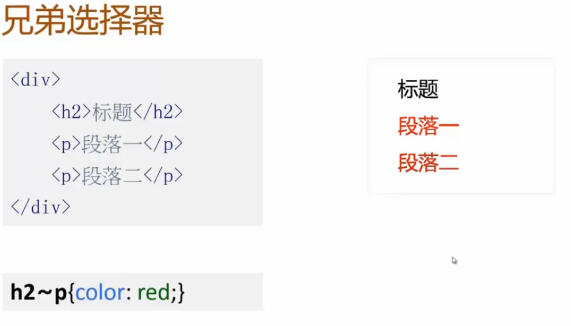 兄弟选择器
<div>
<h2>标题</h2>
<p>段落一</p>
<p>段落二</p>
</div>
标题
段落一
段落二
h2~p{color: red;}